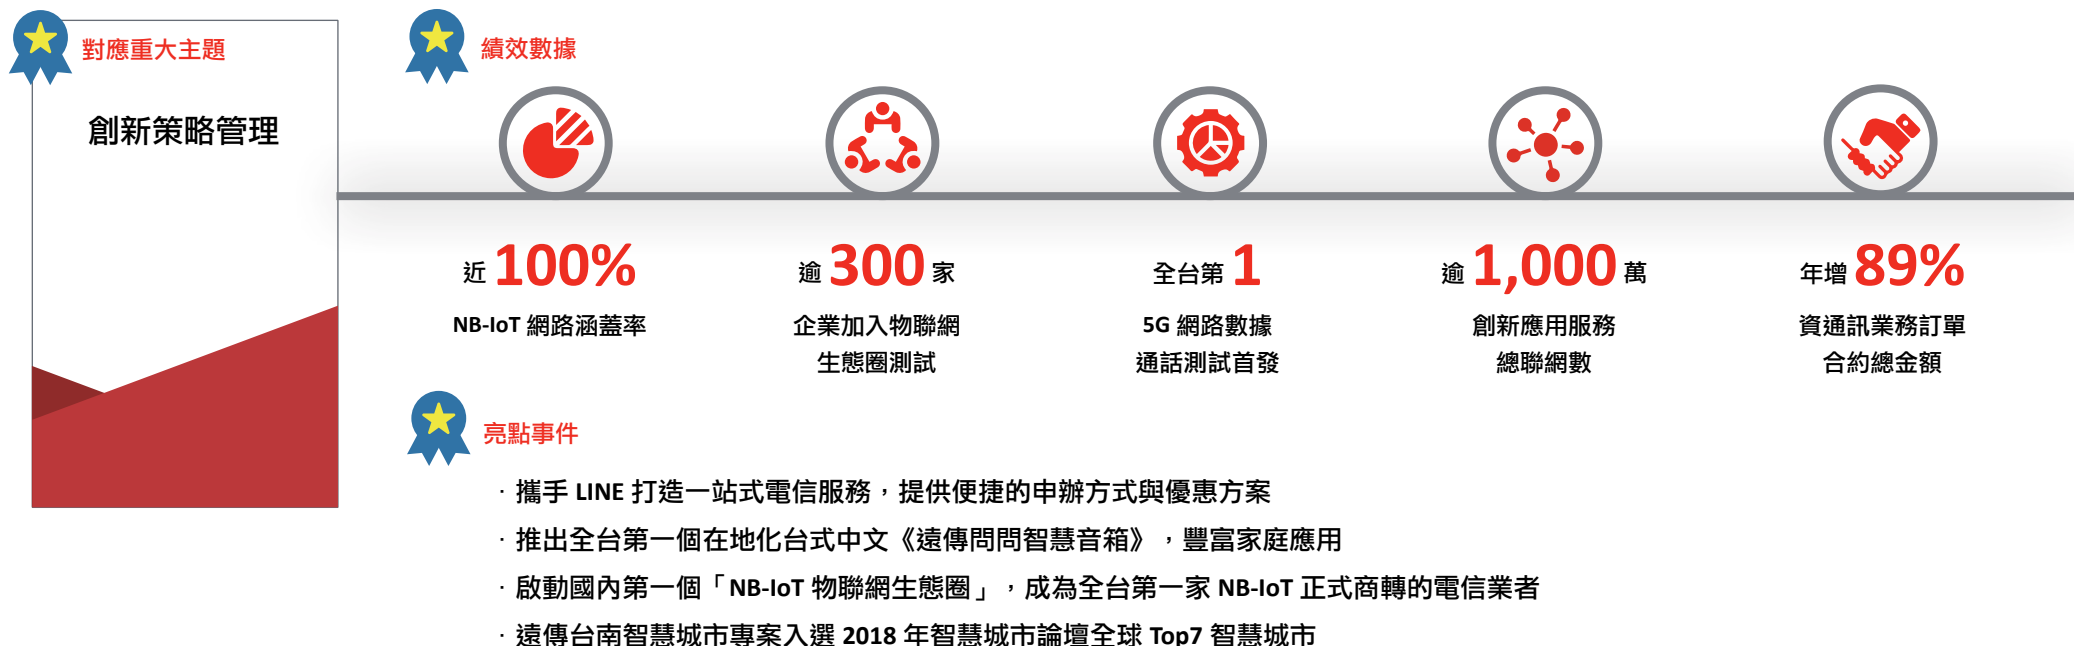 對應重大主題
創新策略管理
績效數據
近 100%
NB-IoT 網路涵蓋率
逾 300 家
企業加入物聯網
生態圈測試
全台第 1
5G 網路數據
通話測試首發
逾 1,000 萬
創新應用服務
總聯網數
年增 89%
資通訊業務訂單
合約總金額
亮點事件
· 攜手 LINE 打造一站式電信服務，提供便捷的申辦方式與優惠方案
· 推出全台第一個在地化台式中文《遠傳問問智慧音箱》，豐富家庭應用
· 啟動國內第一個「NB-IoT 物聯網生態圈」，成為全台第一家 NB-IoT 正式商轉的電信業者
· 遠傳台南智慧城市專案入選 2018 年智慧城市論壇全球 Top7 智慧城市